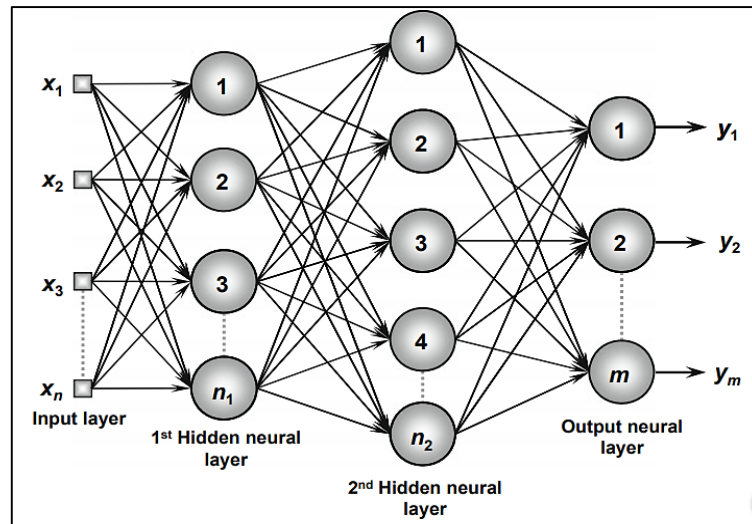 x1
x2
x3
xn
Input layer
1
2
3
n1
1st Hidden neural
layer
1
2
3
4
n2
2nd Hidden neural
layer
1
2
m
Output neural
layer
y1
y2
ym